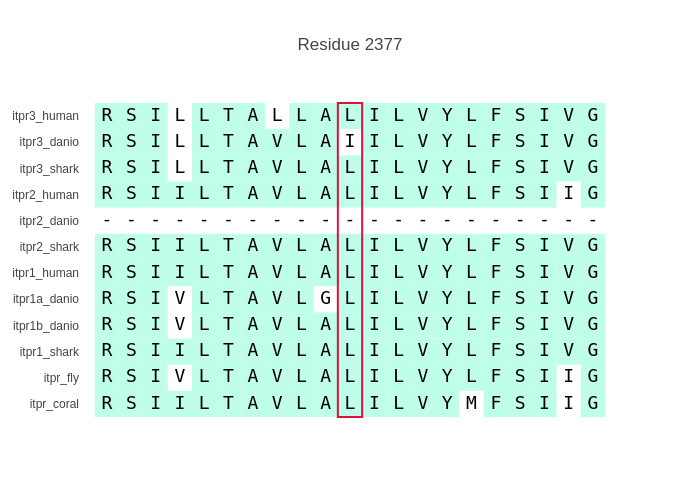 Residue 2377
itpr3_human R S I L L T A L L A L I L V Y L F S I V G
itpr3_danio R S I L L T A V L A I I L V Y L F S I V G
itpr3_shark R S I L L T A V L A L I L V Y L F S I V G
itpr2_human R S I I L T A V L A L I L V Y L F S I I G
itpr2_danio - - - - - - - - - - - - - - - - - - - - -
itpr2_shark R S I I L T A V L A L I L V Y L F S I V G
itpr1_human R S I I L T A V L A L I L V Y L F S I V G
itpr1a_danio R S I V L T A V L G L I L V Y L F S I V G
itpr1b_danio R S I V L T A V L A L I L V Y L F S I V G
itpr1_shark R S I I L T A V L A L I L V Y L F S I V G
itpr_fly R S I V L T A V L A L I L V Y L F S I I G
itpr_coral R S I I L T A V L A L I L V Y M F S I I G